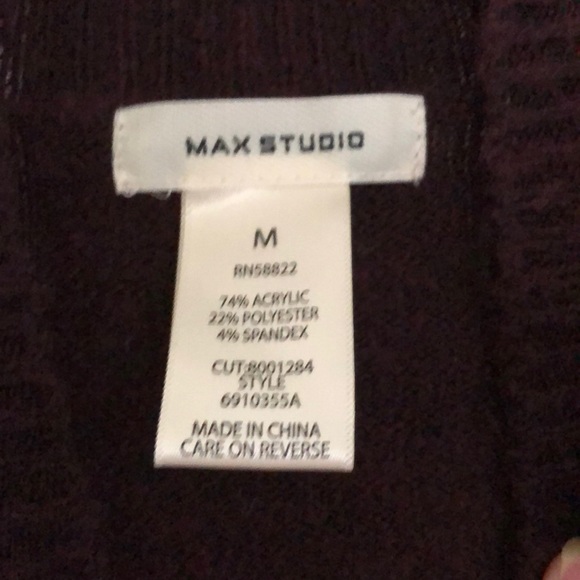 MAX STUDIO
M
RN58822
74% ACRYLIC
22% POLYESTER
4% SPANDEX
CUT:8001284
STYLE
6910355A
MADE IN CHINA
CARE ON REVERSE